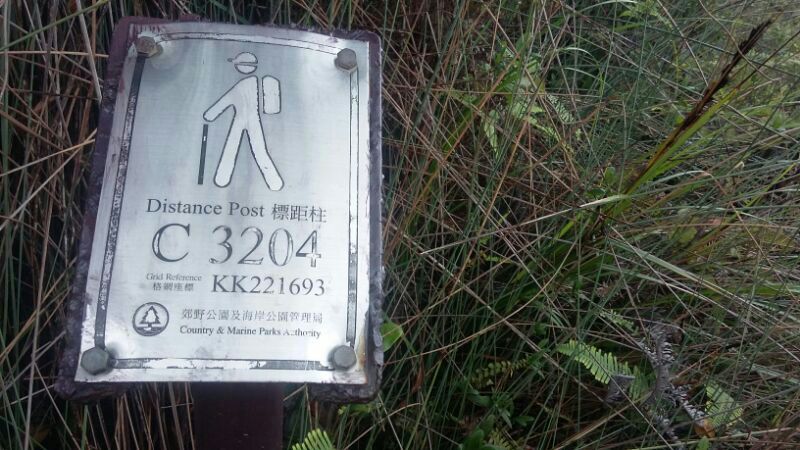 Distance Post 標距柱
C 3204
Grid Reference
格網座標 KK221693
郊野公園及海岸公園管理局
Country & Marine Parks Authority